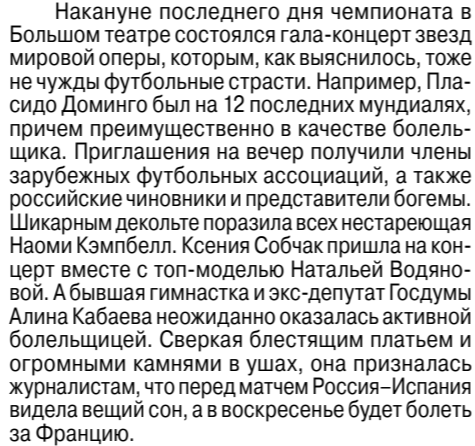 Накануне последнего дня чемпионата в
Большом театре состоялся гала-концерт звезд
мировой оперы, которым, как выяснилось, тоже
не чужды футбольные страсти. Например, Пла-
сидо Доминго был на 12 последних мундиалях,
причем преимущественно в качестве болель-
щика. Приглашения на вечер получили члены
зарубежных футбольных ассоциаций, а также
российские чиновники и представители богемы.
Шикарным декольте поразила всех нестареющая
Наоми Кэмпбелл. Ксения Собчак пришла на кон-
церт вместе с топ-моделью Натальей Водяно-
вой. А бывшая гимнастка и экс-депутат Госдумы
Алина Кабаева неожиданно оказалась активной
болельщицей. Сверкая блестящим платьем и
огромными камнями в ушах, она призналась
журналистам, что перед матчем Россия–Испания
видела вещий сон, а в воскресенье будет болеть
за Францию.